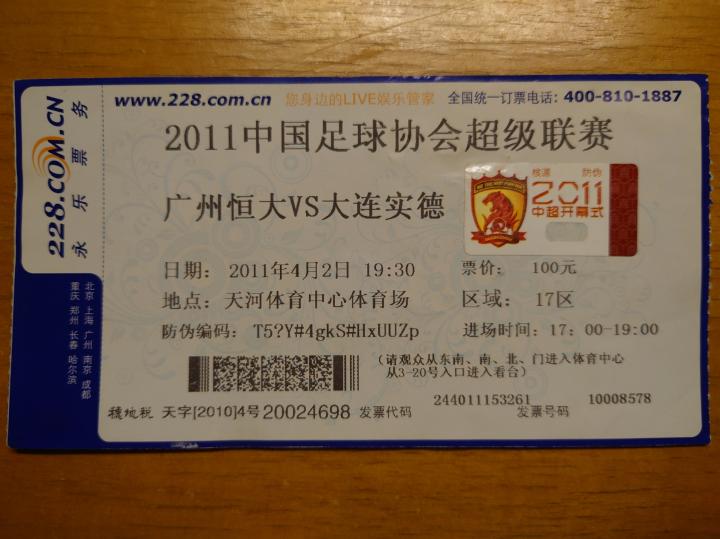 www.228.com.cn 您身边的LIVE娱乐管家 全国统一订票电话：400-810-1887
228.COM.CN
永乐票务
北京 上海 广州 南京 成都
重庆 郑州 长春 哈尔滨
2011中国足球协会超级联赛
广州恒大VS大连实德
核源 防伪
2011
中超开幕式
日期： 2011年4月2日 19:30 票价： 100元
地点：天河体育中心体育场 区域： 17区
防伪编码： T5?Y#4gkS#HxUUZp 进场时间：17：00-19:00
(请观众从东南、南、北、门进入体育中心
从3-20号入口进入看台)
穗地税 天字[2010]4号 20024698 发票代码 244011153261 发票号码 10008578